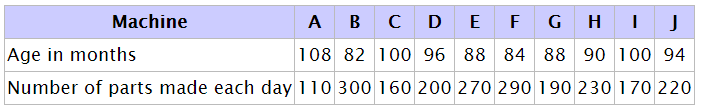 Machine A B C D E F G H I J
Age in months 108 82 100 96 88 84 88 90 100 94
Number of parts made each day 110 300 160 200 270 290 190 230 170 220